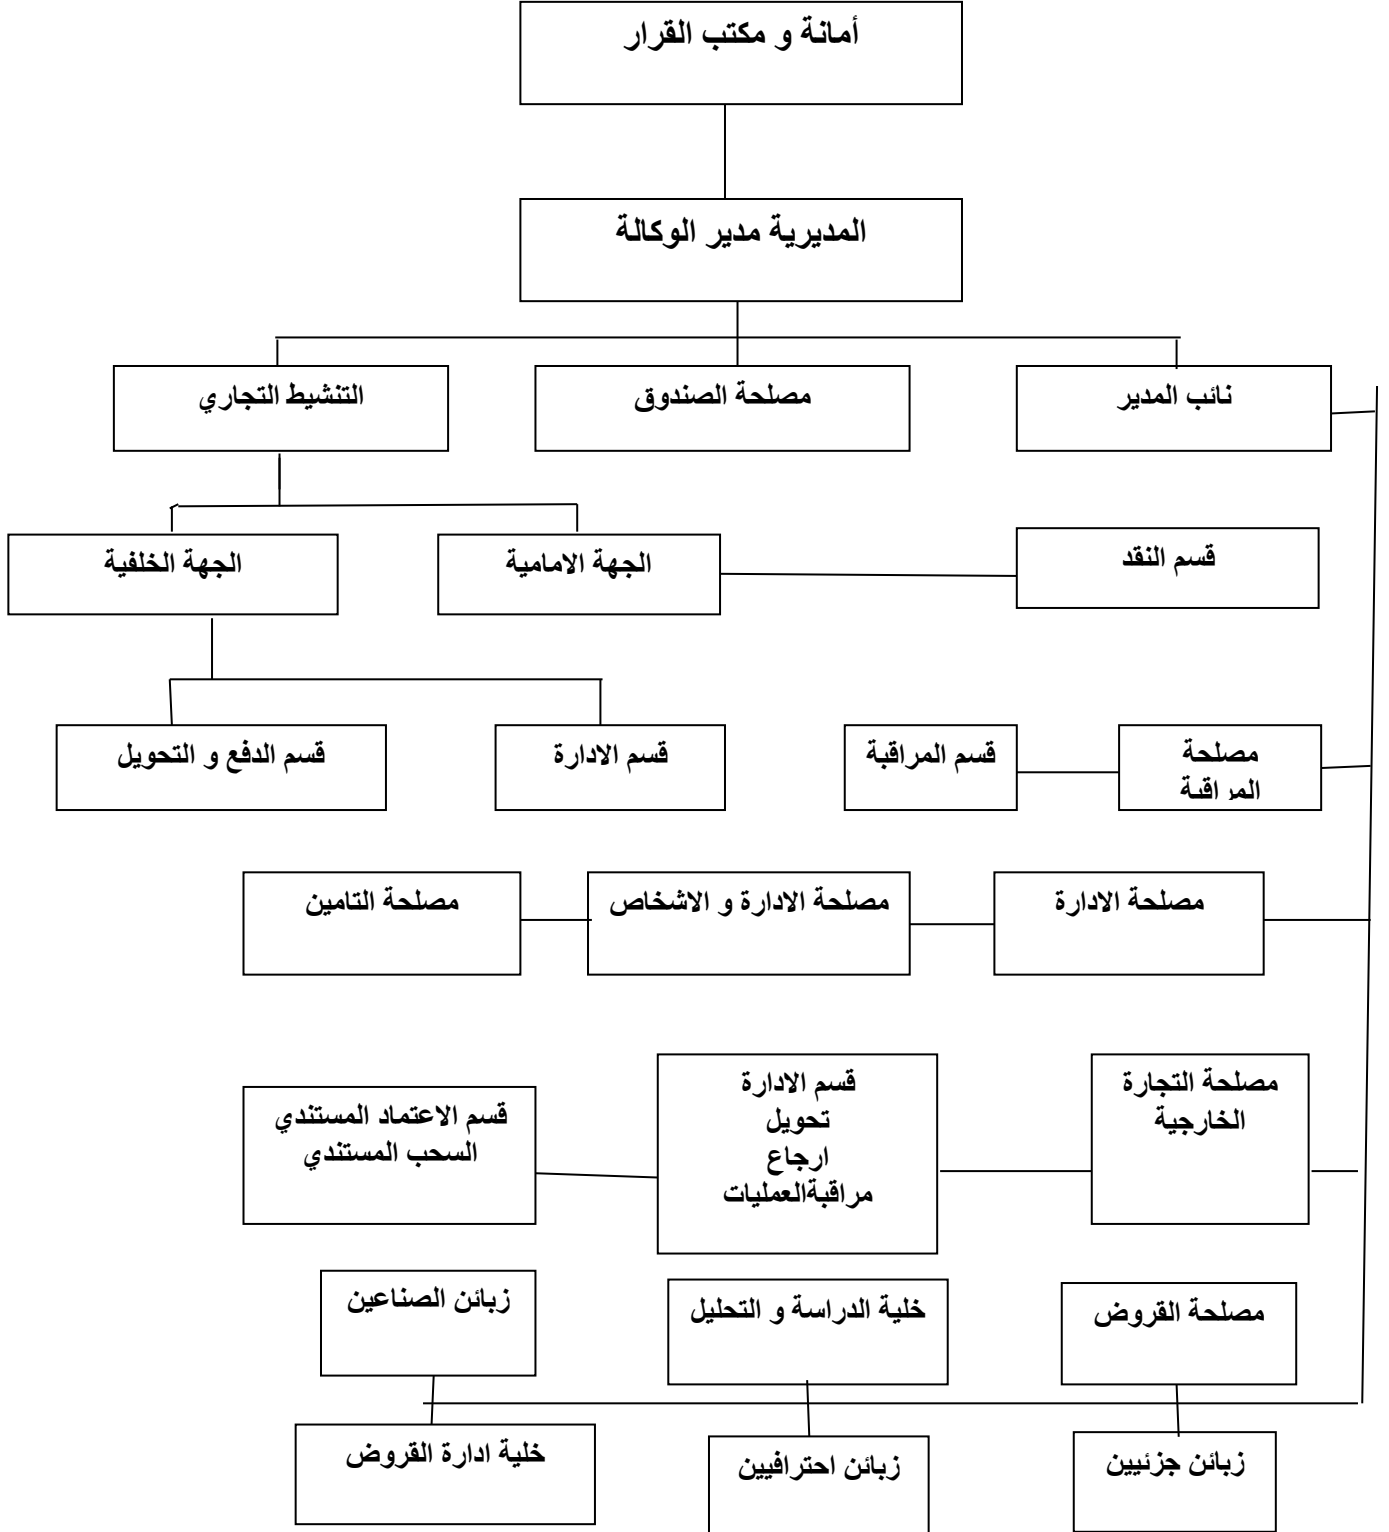 أمانة و مكتب القرار
المديرية مدير الوكالة
نائب المدير
مصلحة الصندوق
التنشيط التجاري
قسم النقد
الجهة الامامية
الجهة الخلفية
مصلحة
المراقبة
قسم المراقبة
قسم الادارة
قسم الدفع و التحويل
مصلحة الادارة
مصلحة الادارة و الاشخاص
مصلحة التامين
مصلحة التجارة
الخارجية
قسم الادارة
تحويل
ارجاع
مراقبةالعمليات
قسم الاعتماد المستندي
السحب المستندي
مصلحة القروض
خلية الدراسة و التحليل
زبائن الصناعين
زبائن جزئيين
زبائن احترافيين
خلية ادارة القروض